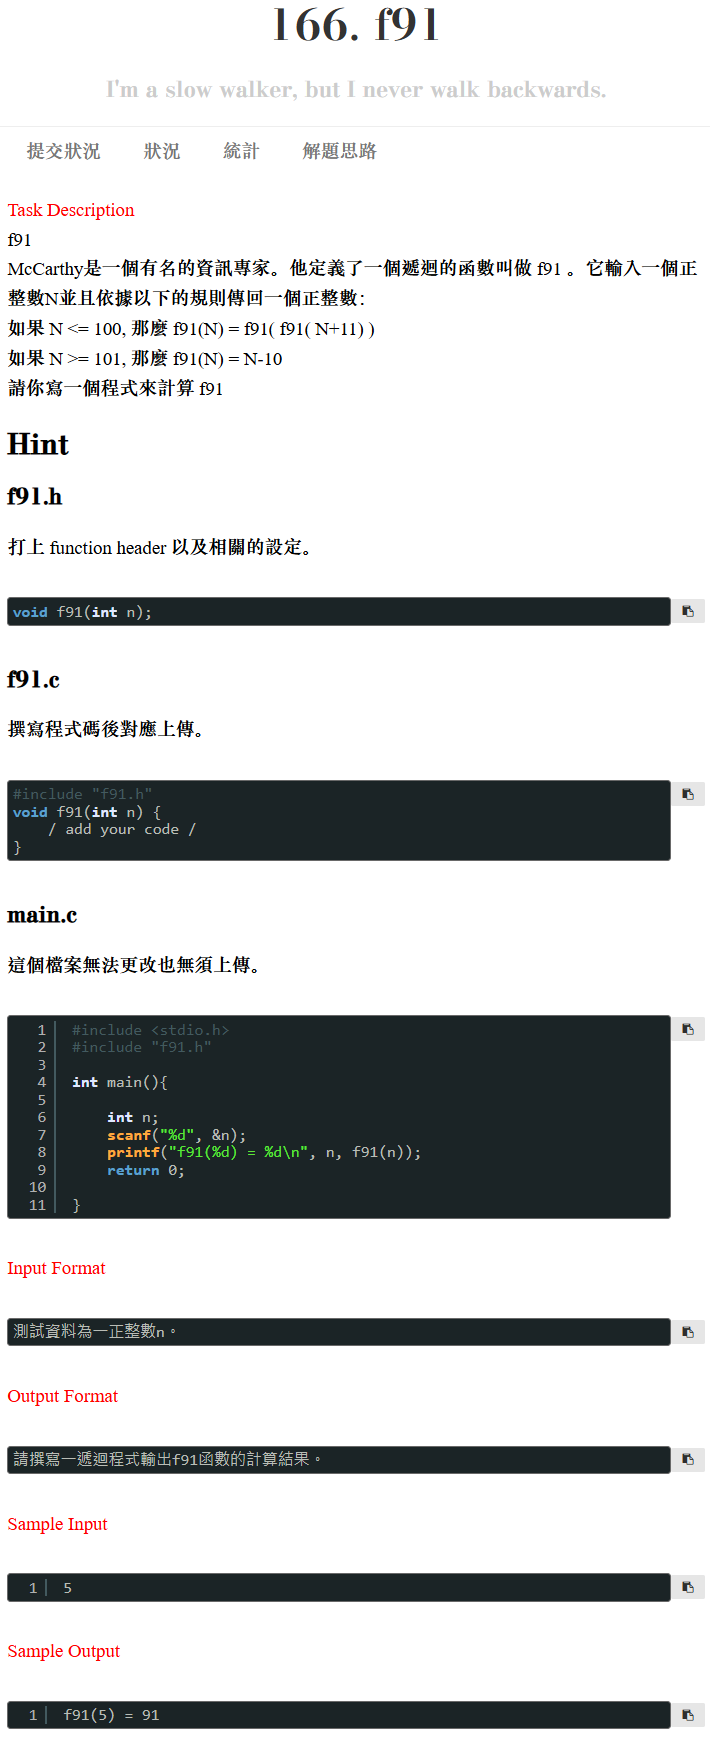 166. f91
I'm a slow walker, but I never walk backwards.
提交狀況 狀況 統計 解題思路
Task Description
f91
McCarthy是一個有名的資訊專家。他定義了一個遞迴的函數叫做 f91 。它輸入一個正
整數N並且依據以下的規則傳回一個正整數：
如果 N <= 100, 那麼 f91(N) = f91( f91( N+11) )
如果 N >= 101, 那麼 f91(N) = N-10
請你寫一個程式來計算 f91
Hint
f91.h
打上 function header 以及相關的設定。
void f91(int n);
f91.c
撰寫程式碼後對應上傳。
#include "f91.h"
void f91(int n) {
    / add your code /
}
main.c
這個檔案無法更改也無須上傳。
1 #include <stdio.h>
2 #include "f91.h"
3
4 int main(){
5
6     int n;
7     scanf("%d", &n);
8     printf("f91(%d) = %d\n", n, f91(n));
9     return 0;
10
11 }
Input Format
測試資料為一正整數n。
Output Format
請撰寫一遞迴程式輸出f91函數的計算結果。
Sample Input
1 5
Sample Output
1 f91(5) = 91